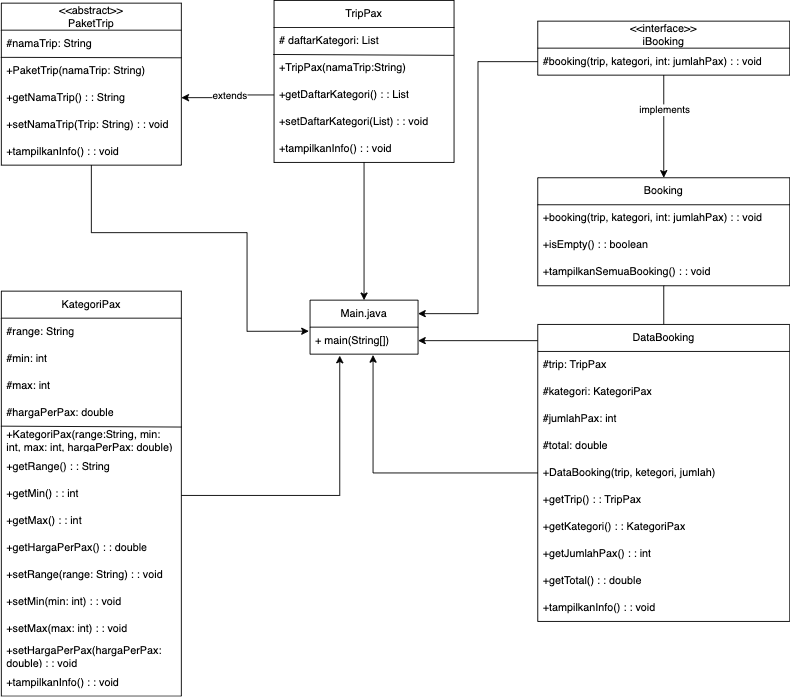 <<abstract>>
PaketTrip
#namaTrip: String
+PaketTrip(namaTrip: String)
+getNamaTrip() : : String
+setNamaTrip(Trip: String) : : void
+tampilkanInfo() : : void
extends
TripPax
# daftarKategori: List
+TripPax(namaTrip:String)
+getDaftarKategori() : : List
+setDaftarKategori(List) : : void
+tampilkanInfo() : : void
<<interface>>
iBooking
#booking(trip, kategori, int: jumlahPax) : : void
implements
Booking
+booking(trip, kategori, int: jumlahPax) : : void
+isEmpty() : : boolean
+tampilkanSemuaBooking() : : void
KategoriPax
#range: String
#min: int
#max: int
#hargaPerPax: double
+KategoriPax(range:String, min:
int, max: int, hargaPerPax: double)
+getRange() : : String
+getMin() : : int
+getMax() : : int
+getHargaPerPax() : : double
+setRange(range: String) : : void
+setMin(min: int) : : void
+setMax(max: int) : : void
+setHargaPerPax(hargaPerPax:
double) : : void
+tampilkanInfo() : : void
Main.java
+ main(String[])
DataBooking
#trip: TripPax
#kategori: KategoriPax
#jumlahPax: int
#total: double
+DataBooking(trip, ketegori, jumlah)
+getTrip() : : TripPax
+getKategori() : : KategoriPax
+getJumlahPax() : : int
+getTotal() : : double
+tampilkanInfo() : : void